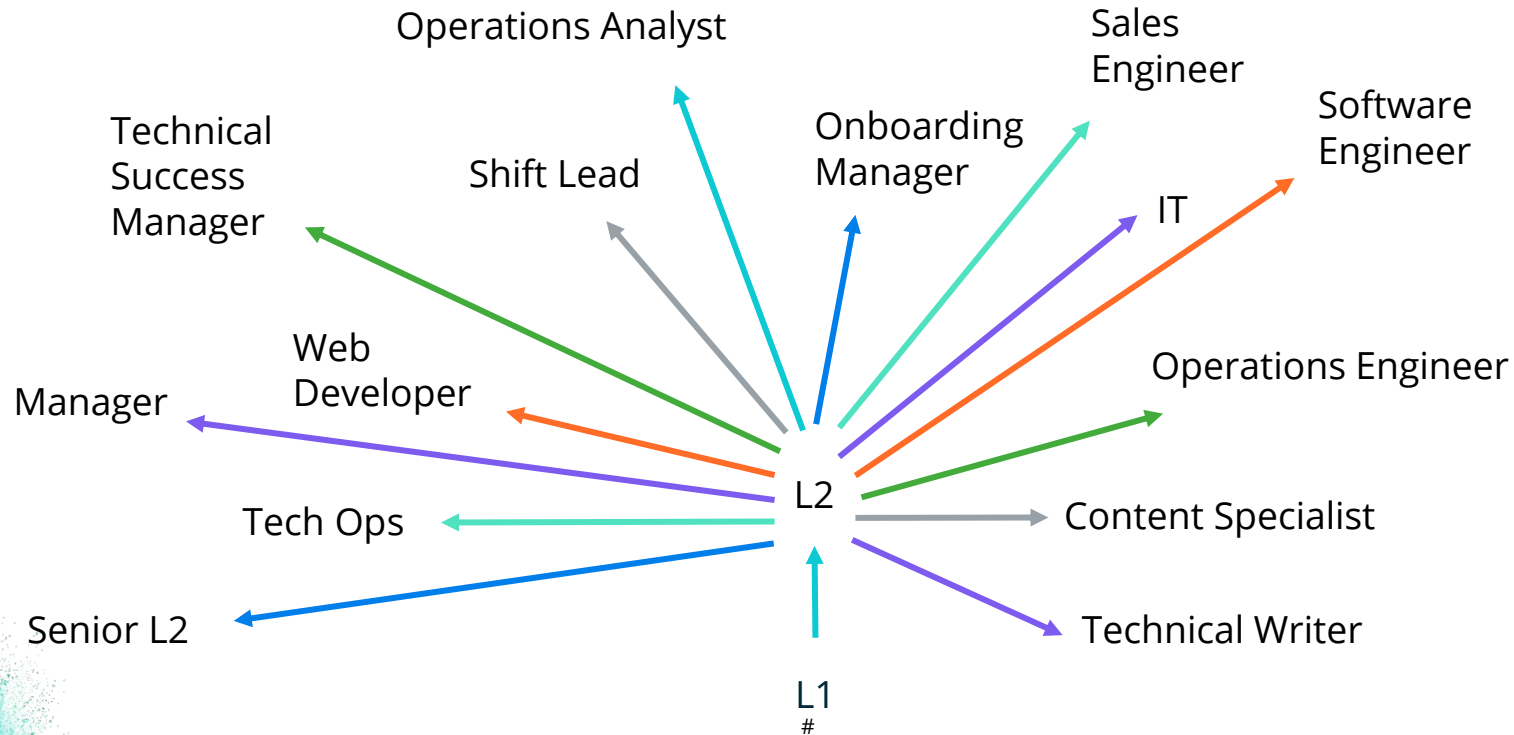 Operations Analyst
Sales
Engineer
Software
Engineer
Onboarding
Manager
Technical
Success
Manager
Shift Lead
IT
Web
Developer
Operations Engineer
Manager
L2
Tech Ops
Content Specialist
Senior L2
Technical Writer
L1
#